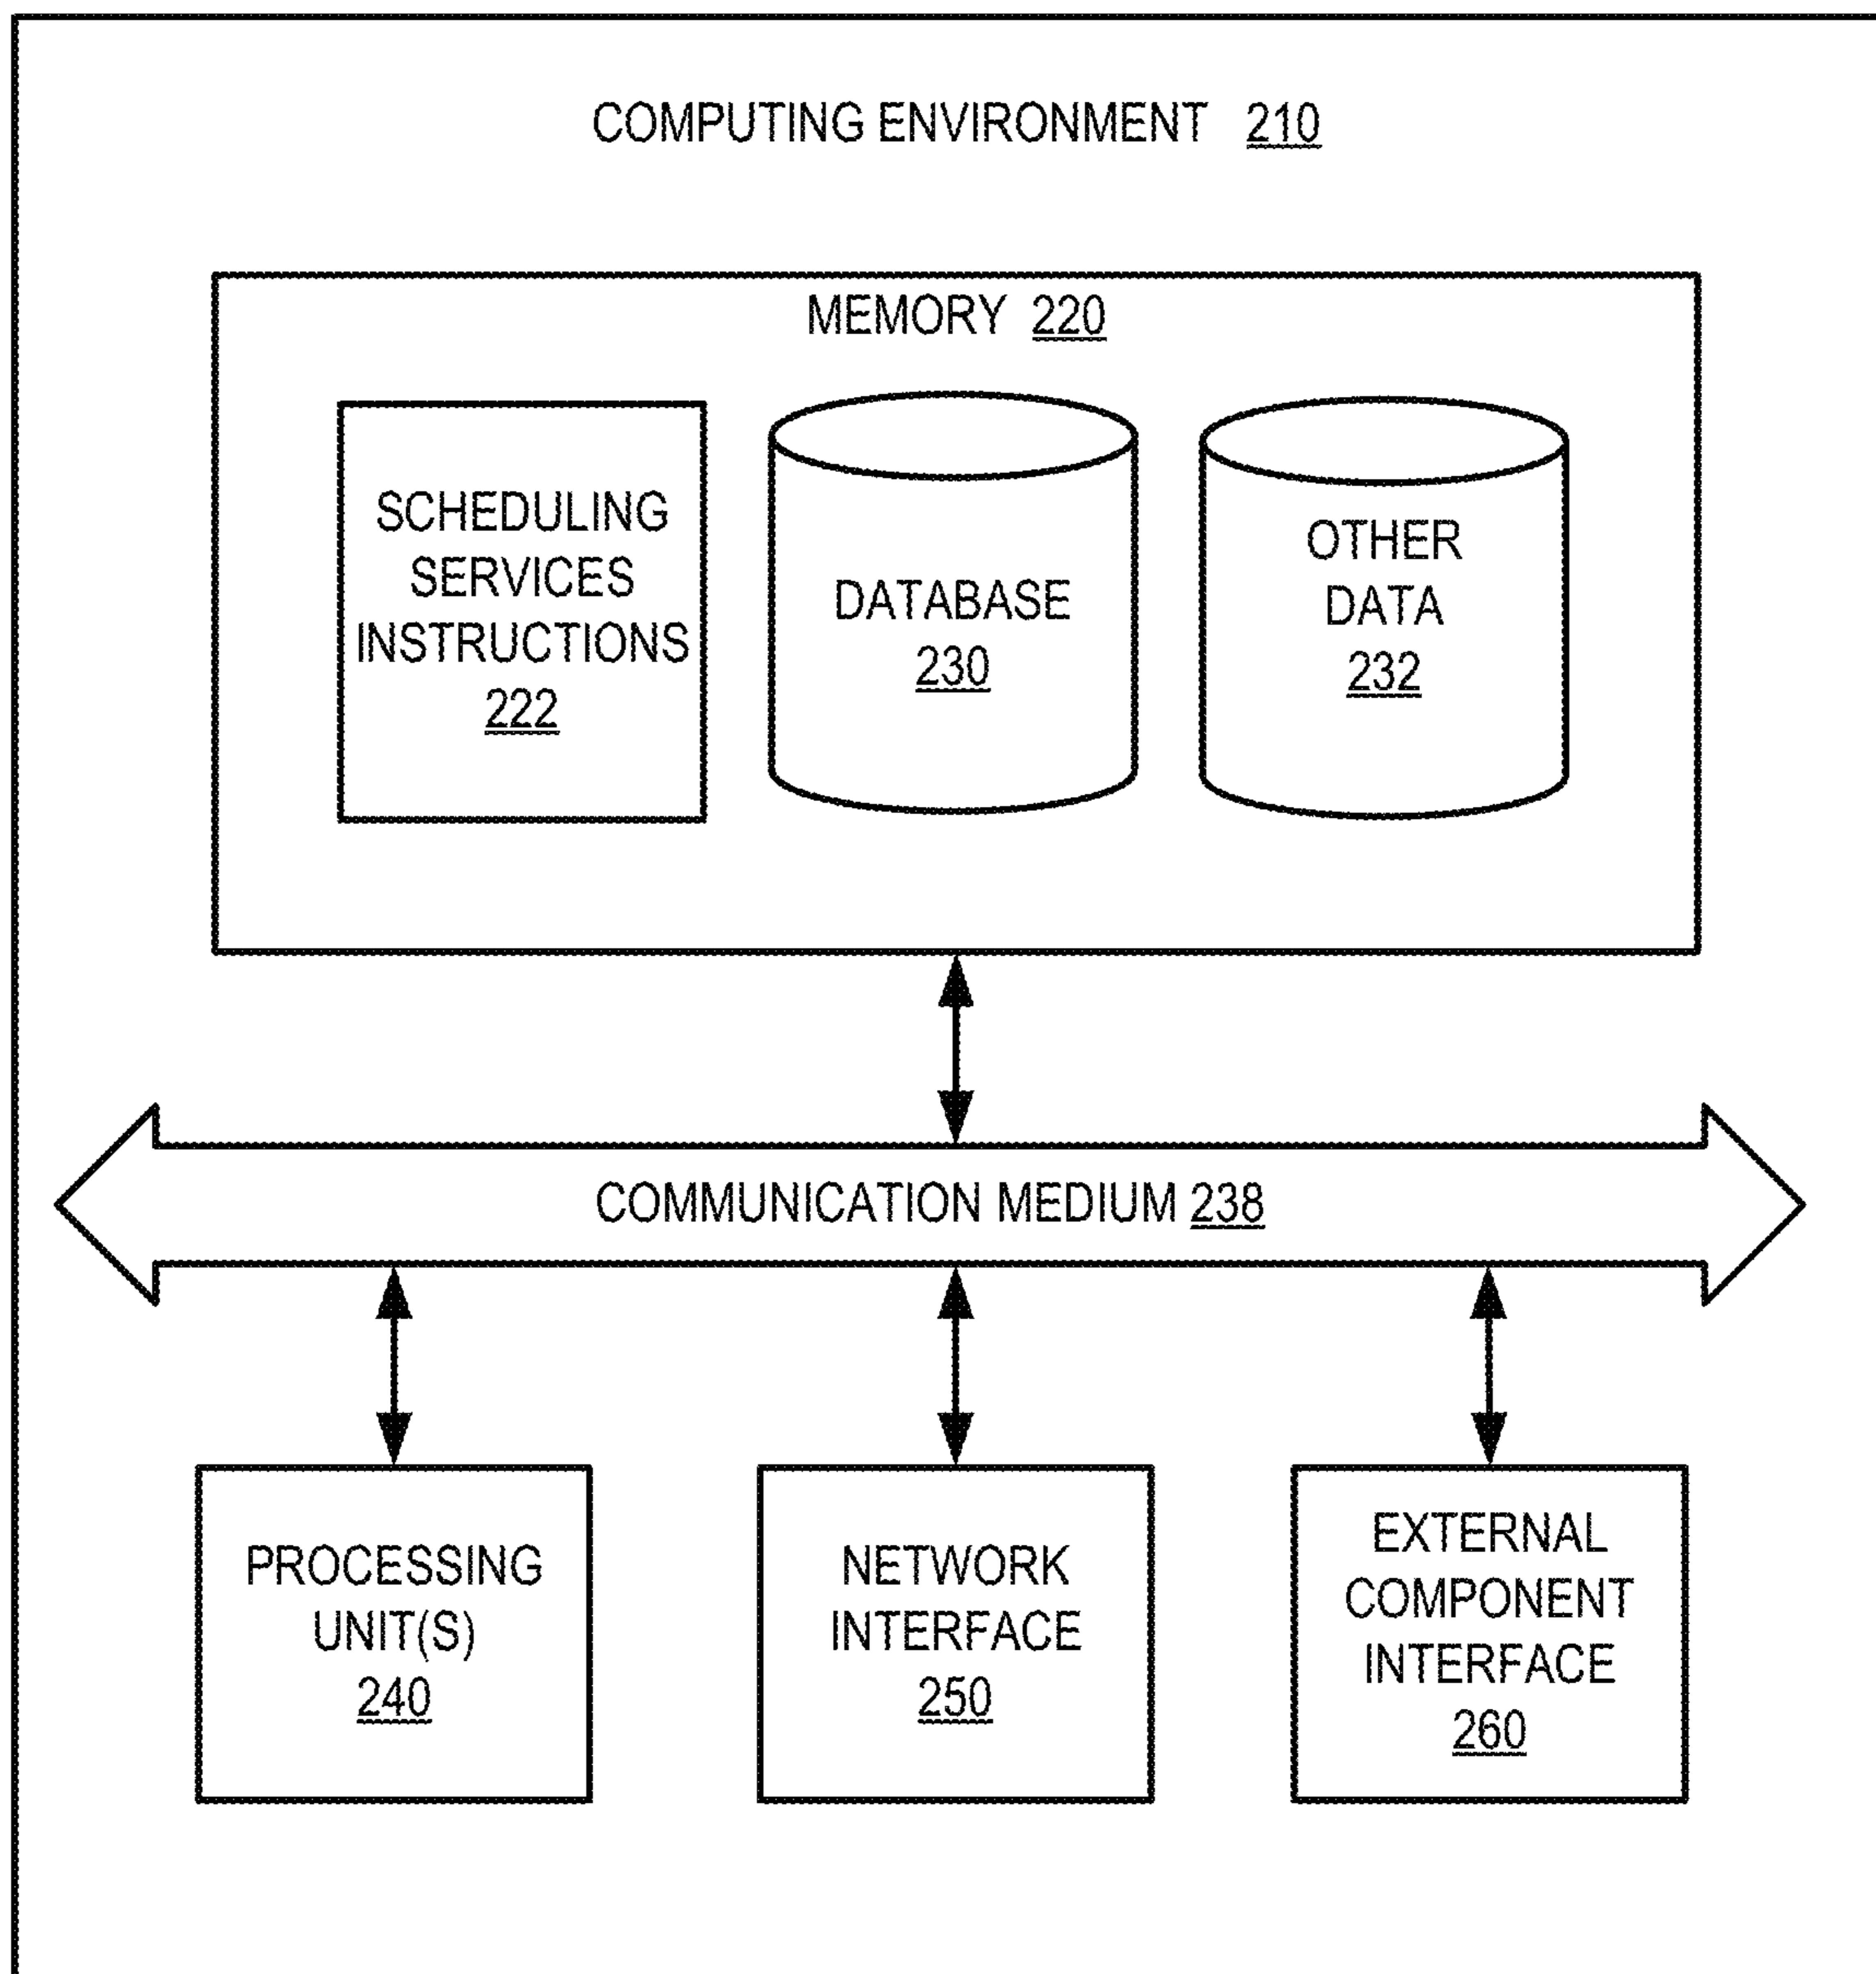 COMPUTING ENVIRONMENT 210
MEMORY 220
SCHEDULING
SERVICES
INSTRUCTIONS
222
DATABASE
230
OTHER
DATA
232
COMMUNICATION MEDIUM 238
PROCESSING
UNIT(S)
240
NETWORK
INTERFACE
250
EXTERNAL
COMPONENT
INTERFACE
260